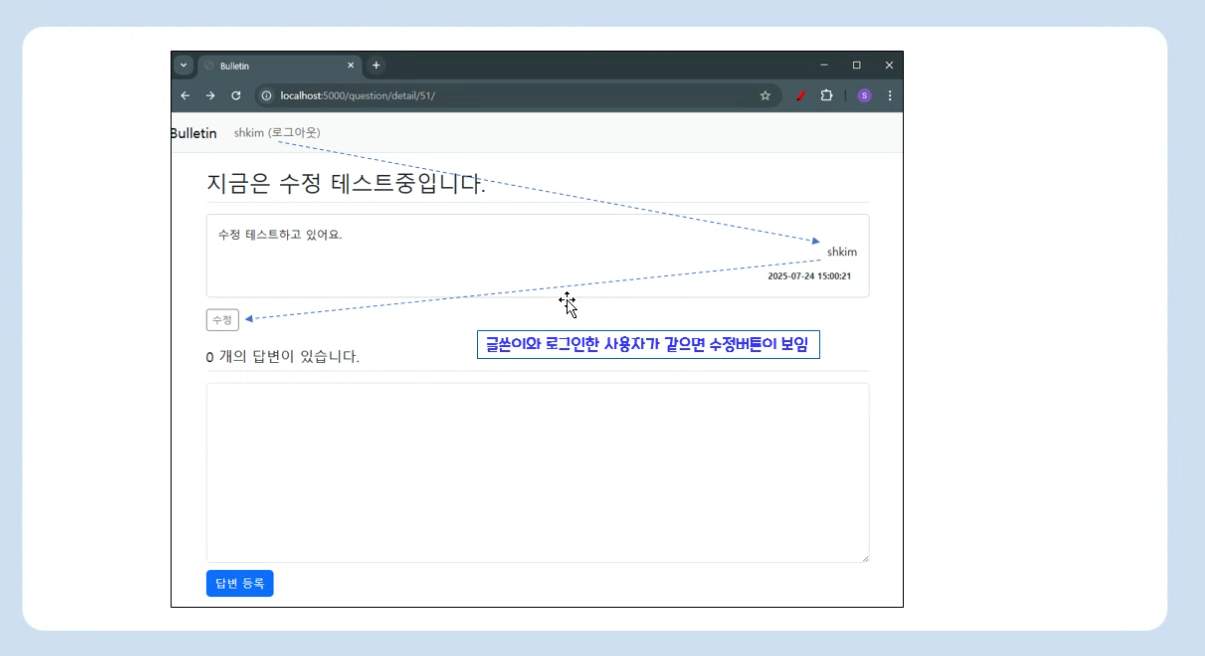 Bulletin
localhost:5000/question/detail/51/
S
Bulletin shkim (로그아웃)
지금은 수정 테스트중입니다.
수정 테스트하고 있어요.
shkim
2025-07-24 15:00:21
수정
글쓴이와 로그인한 사용자가 같으면 수정버튼이 보임
0 개의 답변이 있습니다.
답변 등록